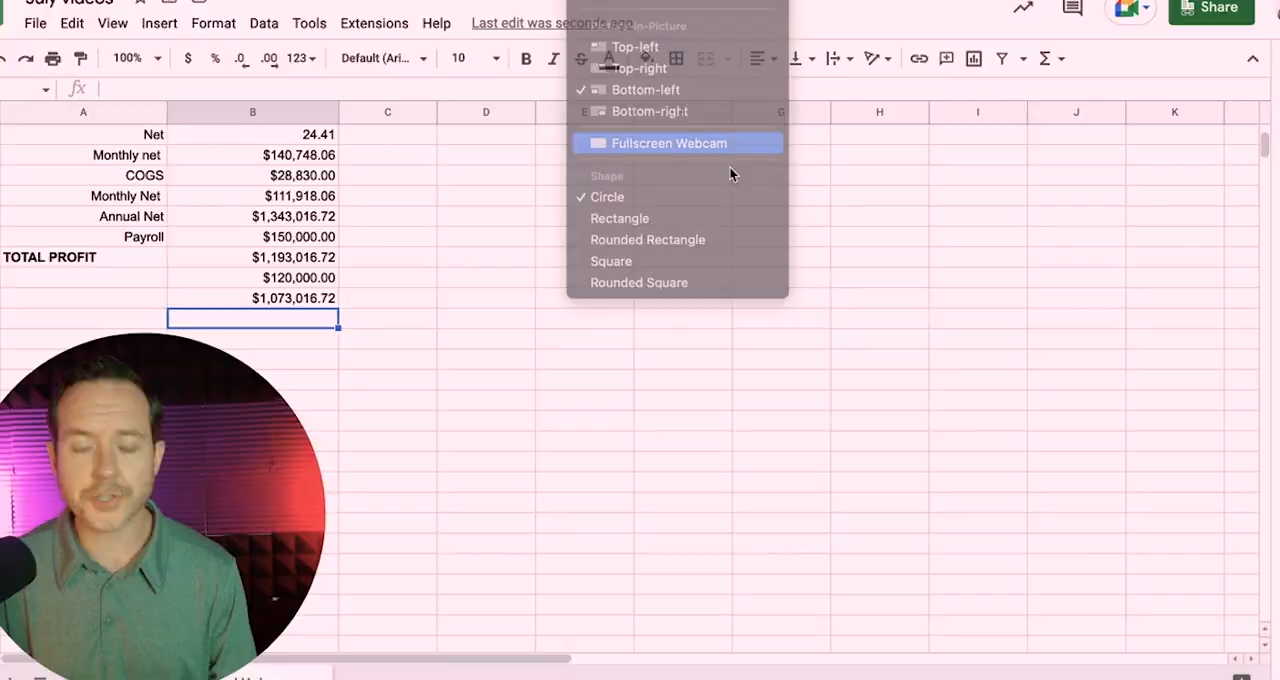 July videos
File Edit View Insert Format Data Tools Extensions Help Last edit was seconds ago
Share
100% $ % .0 .00 123 Default (Ari... 10 B I S A Σ
fx
A B C D E G H I J K
Net 24.41
Monthly net $140,748.06
COGS $28,830.00
Monthly Net $111,918.06
Annual Net $1,343,016.72
Payroll $150,000.00
TOTAL PROFIT $1,193,016.72
$120,000.00
$1,073,016.72
Top-left
Top-right
Bottom-left
Bottom-right
Fullscreen Webcam
Shape
Circle
Rectangle
Rounded Rectangle
Square
Rounded Square